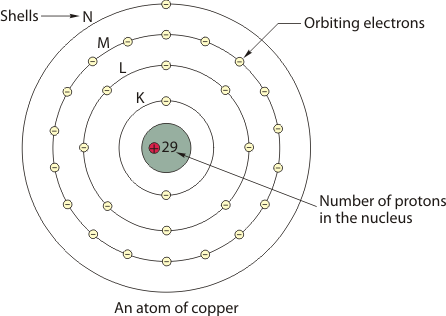 Shells
N
Orbiting electrons
M
L
K
+29
Number of protons
in the nucleus
An atom of copper